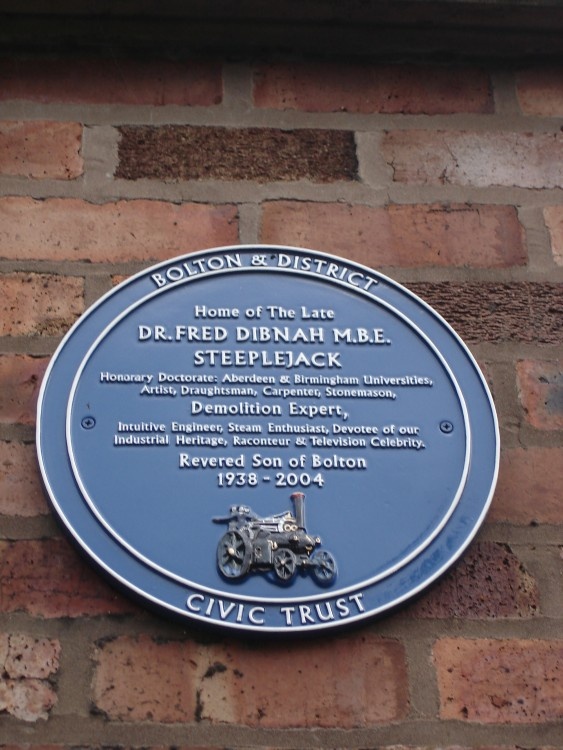 BOLTON & DISTRICT
Home of The Late
DR.FRED DIBNAH M.B.E.
STEEPLEJACK
Honorary Doctorate: Aberdeen & Birmingham Universities,
Artist, Draughtsman, Carpenter, Stonemason,
Demolition Expert,
Intuitive Engineer, Steam Enthusiast, Devotee of our
Industrial Heritage, Raconteur & Television Celebrity.
Revered Son of Bolton
1938 - 2004
CIVIC TRUST